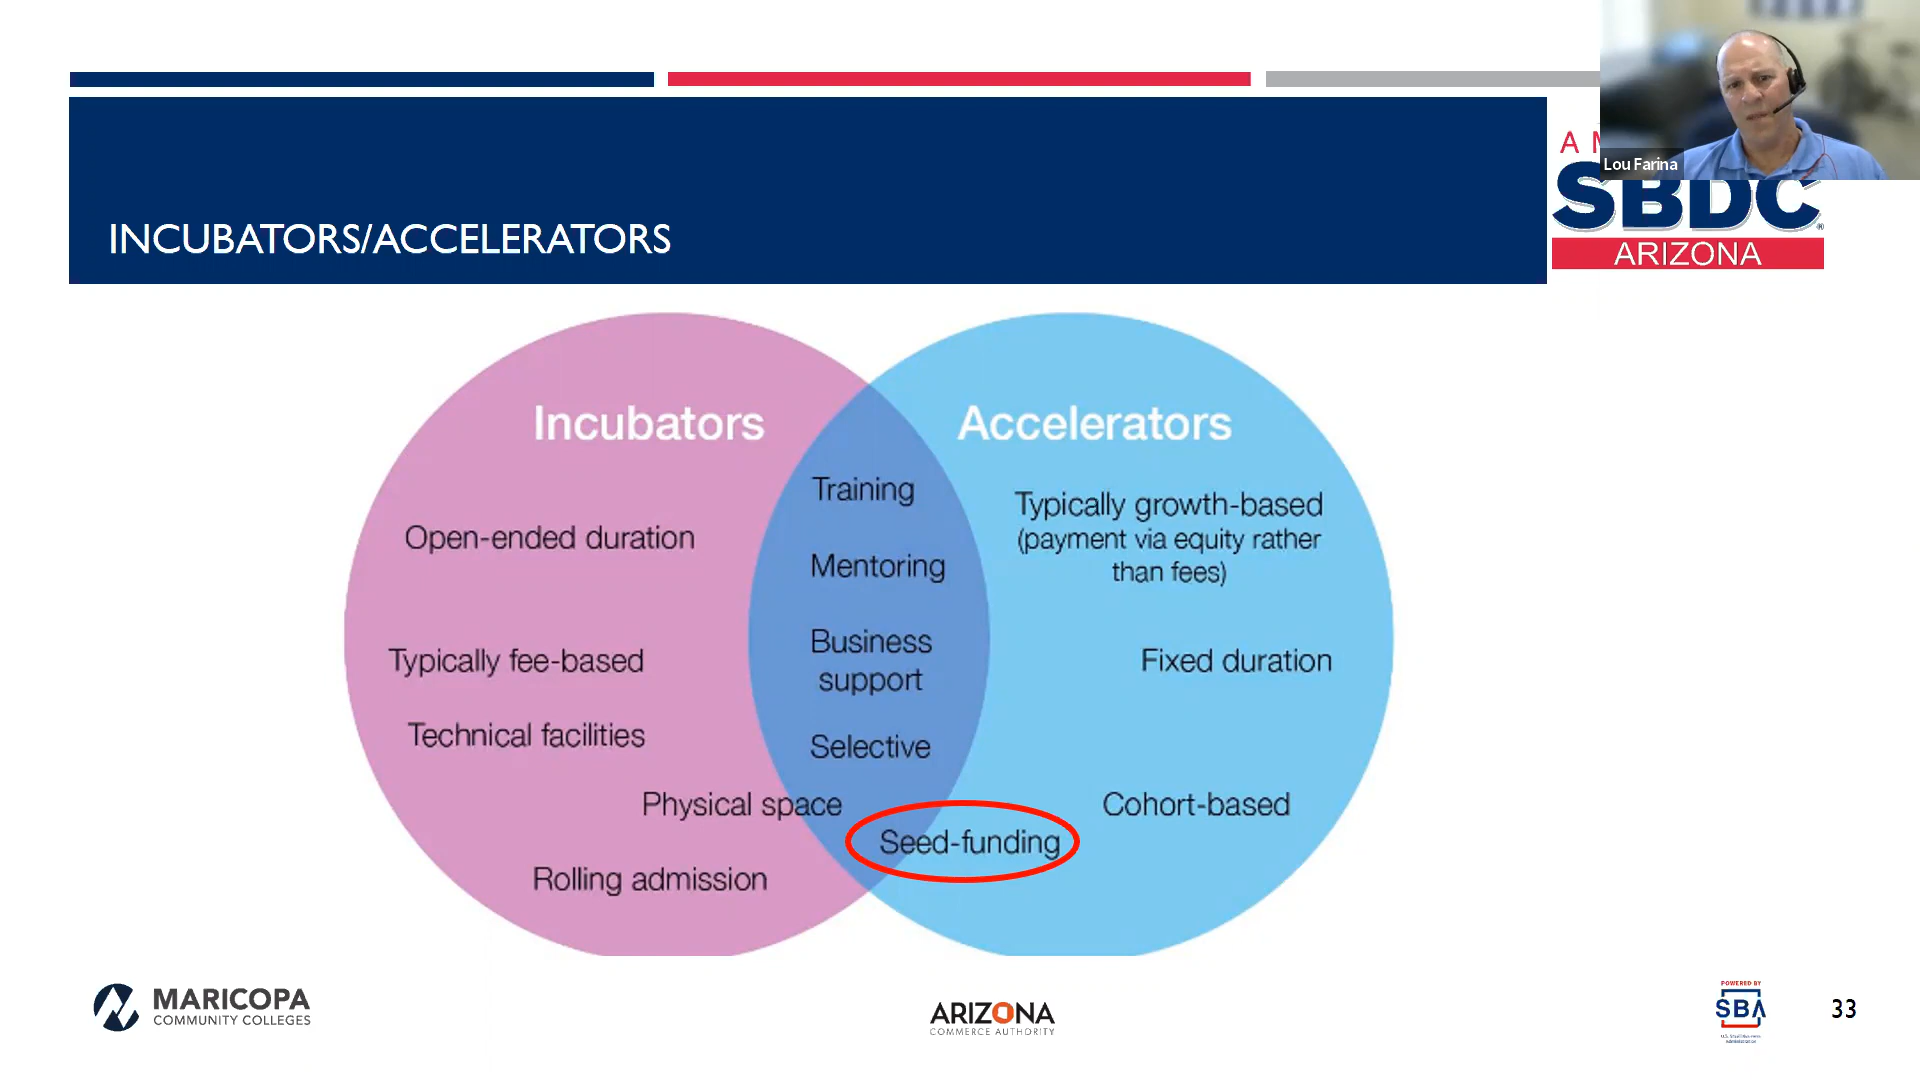 Lou Farina
A
SBDC
ARIZONA
INCUBATORS/ACCELERATORS
Incubators
Accelerators
Training
Typically growth-based
(payment via equity rather
than fees)
Open-ended duration
Mentoring
Business
support
Typically fee-based
Fixed duration
Technical facilities
Selective
Physical space
Cohort-based
Seed-funding
Rolling admission
MARICOPA
COMMUNITY COLLEGES
ARIZONA
COMMERCE AUTHORITY
POWERED BY
SBA
U.S. Small Business
Administration
33